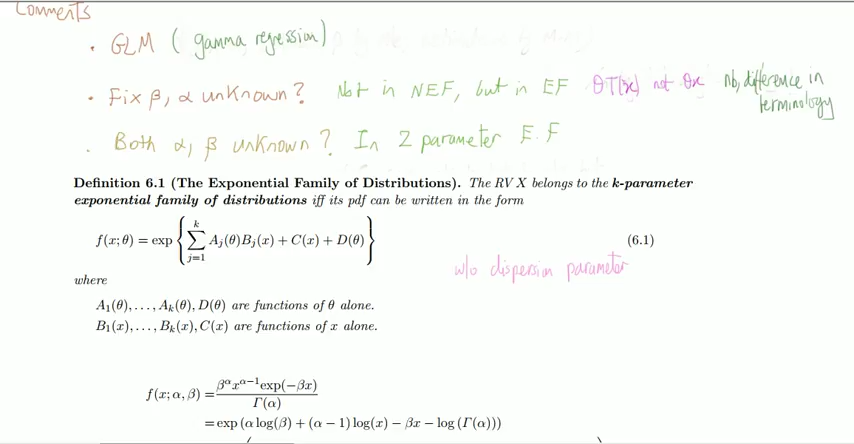 Comments
• GLM (gamma regression)
• Fix β, α unknown? Not in NEF, but in EF θT(x) not θx nb, difference in terminology
• Both α, β unknown? In 2 parameter E.F
Definition 6.1 (The Exponential Family of Distributions). The RV X belongs to the k-parameter
exponential family of distributions iff its pdf can be written in the form
f(x; θ) = exp { ∑_{j=1}^{k} A_j(θ)B_j(x) + C(x) + D(θ) } (6.1)
w/o dispersion parameter
where
A_1(θ), . . . , A_k(θ), D(θ) are functions of θ alone.
B_1(x), . . . , B_k(x), C(x) are functions of x alone.
f(x; α, β) = β^α x^{α−1} exp(−βx) / Γ(α)
= exp (α log(β) + (α − 1) log(x) − βx − log (Γ(α)))